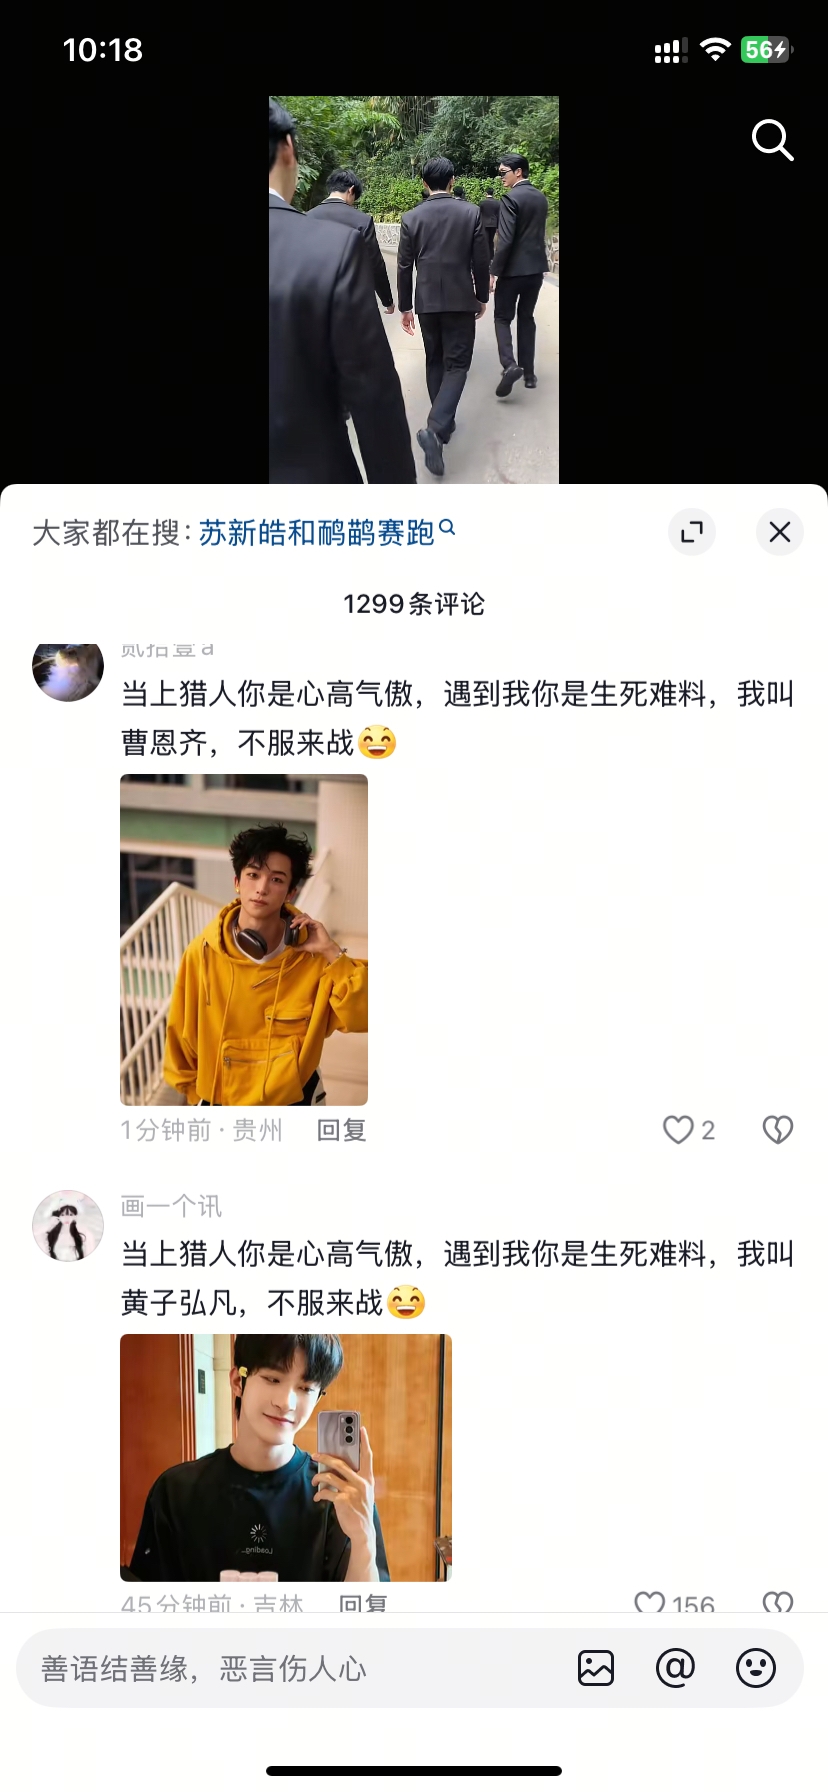 10:18
56
大家都在搜：苏新皓和鸸鹋赛跑
1299条评论
贰拾壹a
当上猎人你是心高气傲，遇到我你是生死难料，我叫
曹恩齐，不服来战
1分钟前·贵州 回复 2
画一个讯
当上猎人你是心高气傲，遇到我你是生死难料，我叫
黄子弘凡，不服来战
Loading...
45分钟前·吉林 回复 156
善语结善缘，恶言伤人心